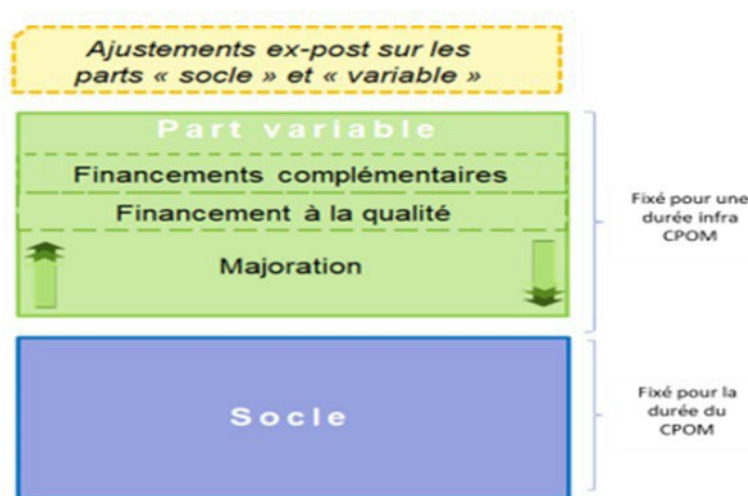 Ajustements ex-post sur les
parts « socle » et « variable »
Part variable
Financements complémentaires
Financement à la qualité
Majoration
Fixé pour une
durée infra
CPOM
Socle
Fixé pour la
durée du
CPOM